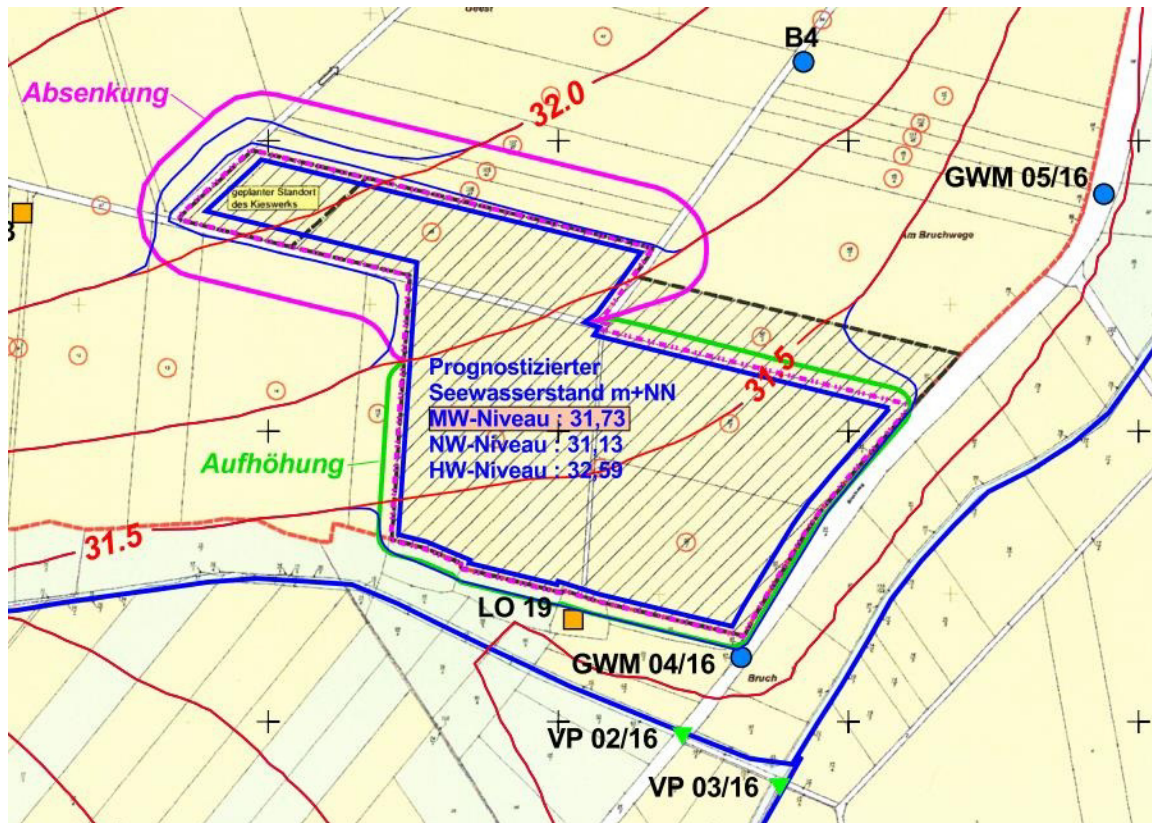 Geest
B4
Absenkung
32.0
GWM 05/16
geplanter Standort
des Kieswerks
3
Am Bruchwege
31.5
Prognostizierter
Seewasserstand m+NN
MW-Niveau : 31,73
NW-Niveau : 31,13
HW-Niveau : 32,59
Aufhöhung
31.5
LO 19
GWM 04/16
Bruch
VP 02/16
VP 03/16